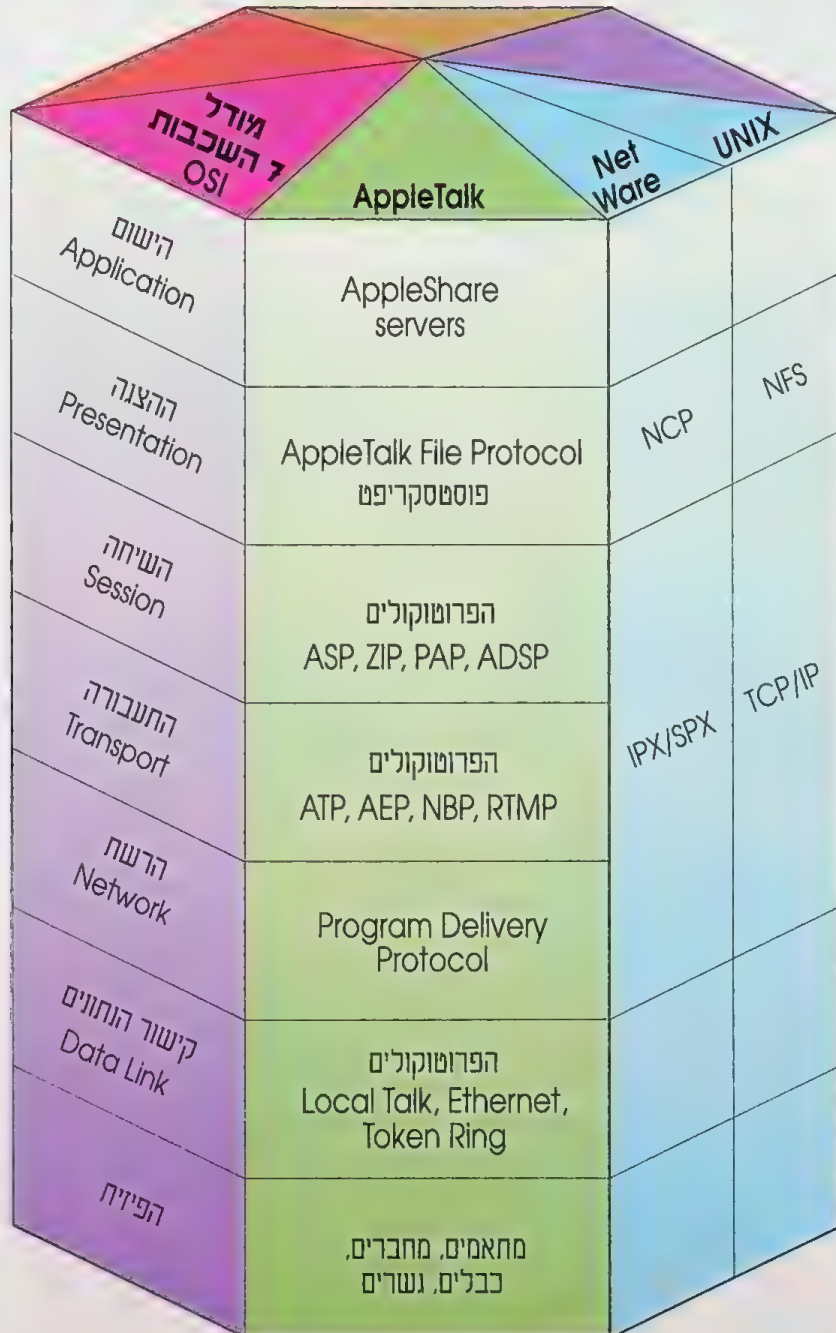 מודל
7 השכבות
OSI
AppleTalk
Net
Ware
UNIX
הישום
Application
AppleShare
servers
ההצגה
Presentation
AppleTalk File Protocol
פוסטסקריפט
NCP
NFS
השיחה
Session
הפרוטוקולים
ASP, ZIP, PAP, ADSP
התעבורה
Transport
הפרוטוקולים
ATP, AEP, NBP, RTMP
IPX/SPX
TCP/IP
הרשת
Network
Program Delivery
Protocol
קישור הנתונים
Data Link
הפרוטוקולים
Local Talk, Ethernet,
Token Ring
הפיזית
מתאמים, מחברים,
כבלים, גשרים